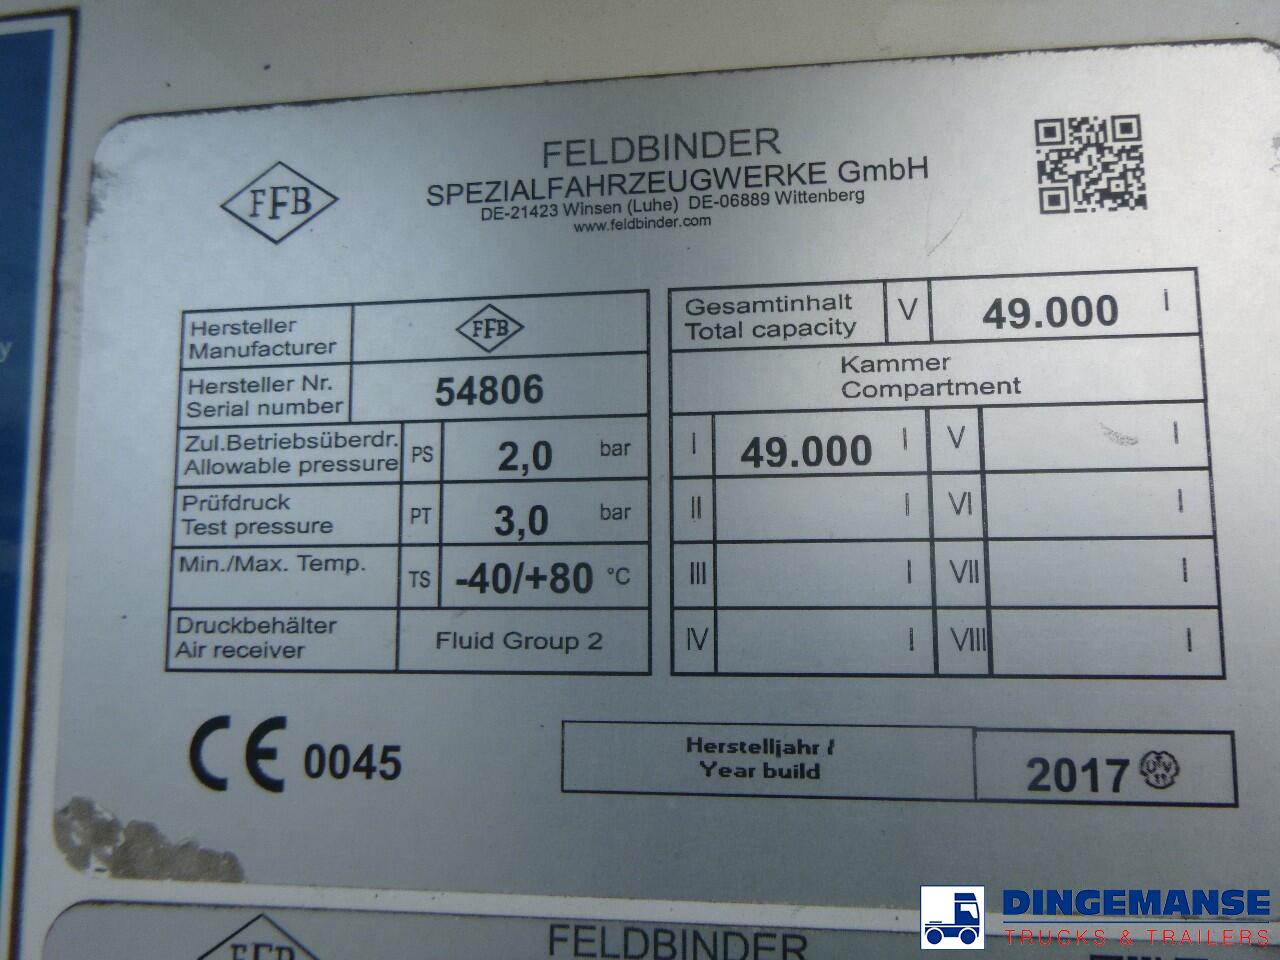 FELDBINDER
SPEZIALFAHRZEUGWERKE GmbH
DE-21423 Winsen (Luhe) DE-06889 Wittenberg
www.feldbinder.com
FFB
Hersteller
Manufacturer
FFB
Hersteller Nr.
Serial number
54806
Zul.Betriebsüberdr.
Allowable pressure
PS
2,0 bar
Prüfdruck
Test pressure
PT
3,0 bar
Min./Max. Temp.
TS
-40/+80 °C
Druckbehälter
Air receiver
Fluid Group 2
Gesamtinhalt
Total capacity
V
49.000 l
Kammer
Compartment
I 49.000 l V l
II l VI l
III l VII l
IV l VIII l
CE 0045
Herstelljahr /
Year build
2017
FFB
FELDBINDER
DINGEMANSE
TRUCKS & TRAILERS